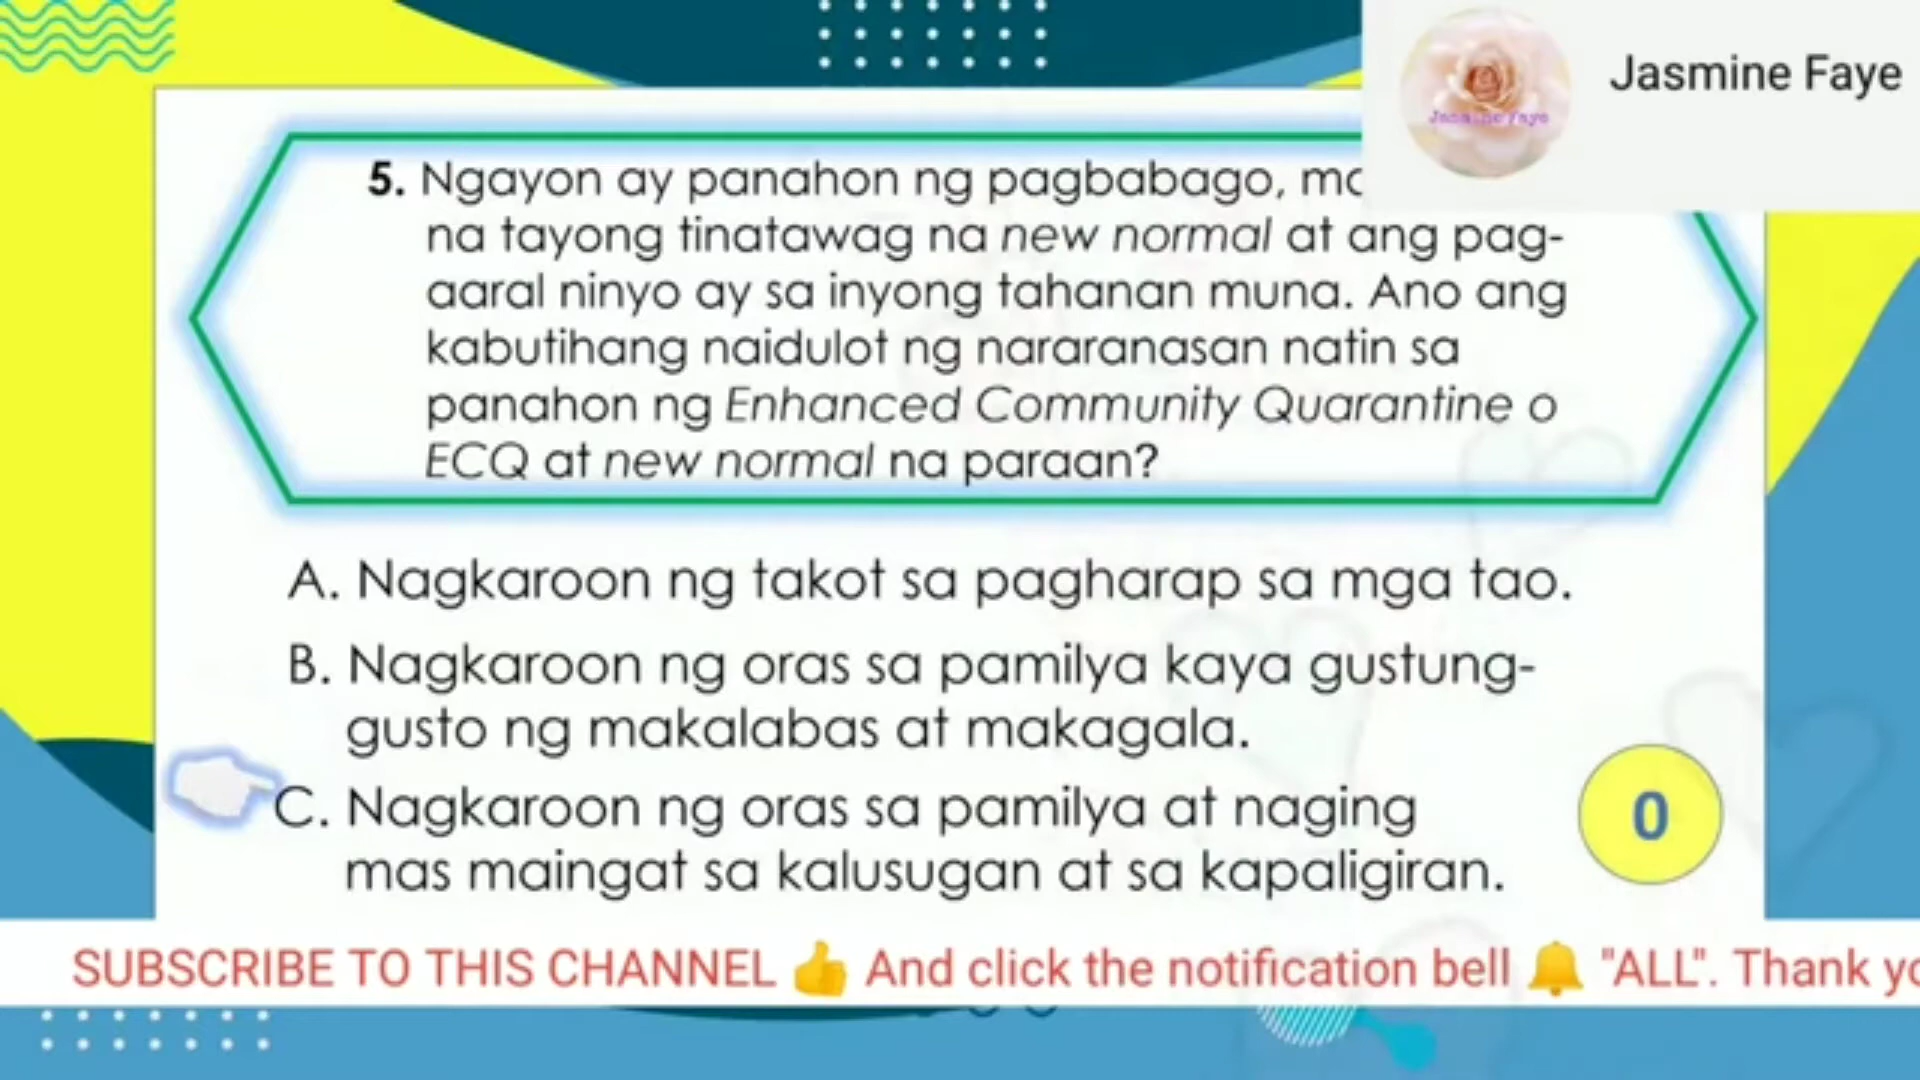 Jasmine Faye
Jasmine Faye
5. Ngayon ay panahon ng pagbabago,
na tayong tinatawag na new normal at ang pag-
aaral ninyo ay sa inyong tahanan muna. Ano ang
kabutihang naidulot ng nararanasan natin sa
panahon ng Enhanced Community Quarantine o
ECQ at new normal na paraan?
A. Nagkaroon ng takot sa pagharap sa mga tao.
B. Nagkaroon ng oras sa pamilya kaya gustung-
gusto ng makalabas at makagala.
C. Nagkaroon ng oras sa pamilya at naging
mas maingat sa kalusugan at sa kapaligiran.
0
SUBSCRIBE TO THIS CHANNEL 👍 And click the notification bell 🔔 "ALL". Thank